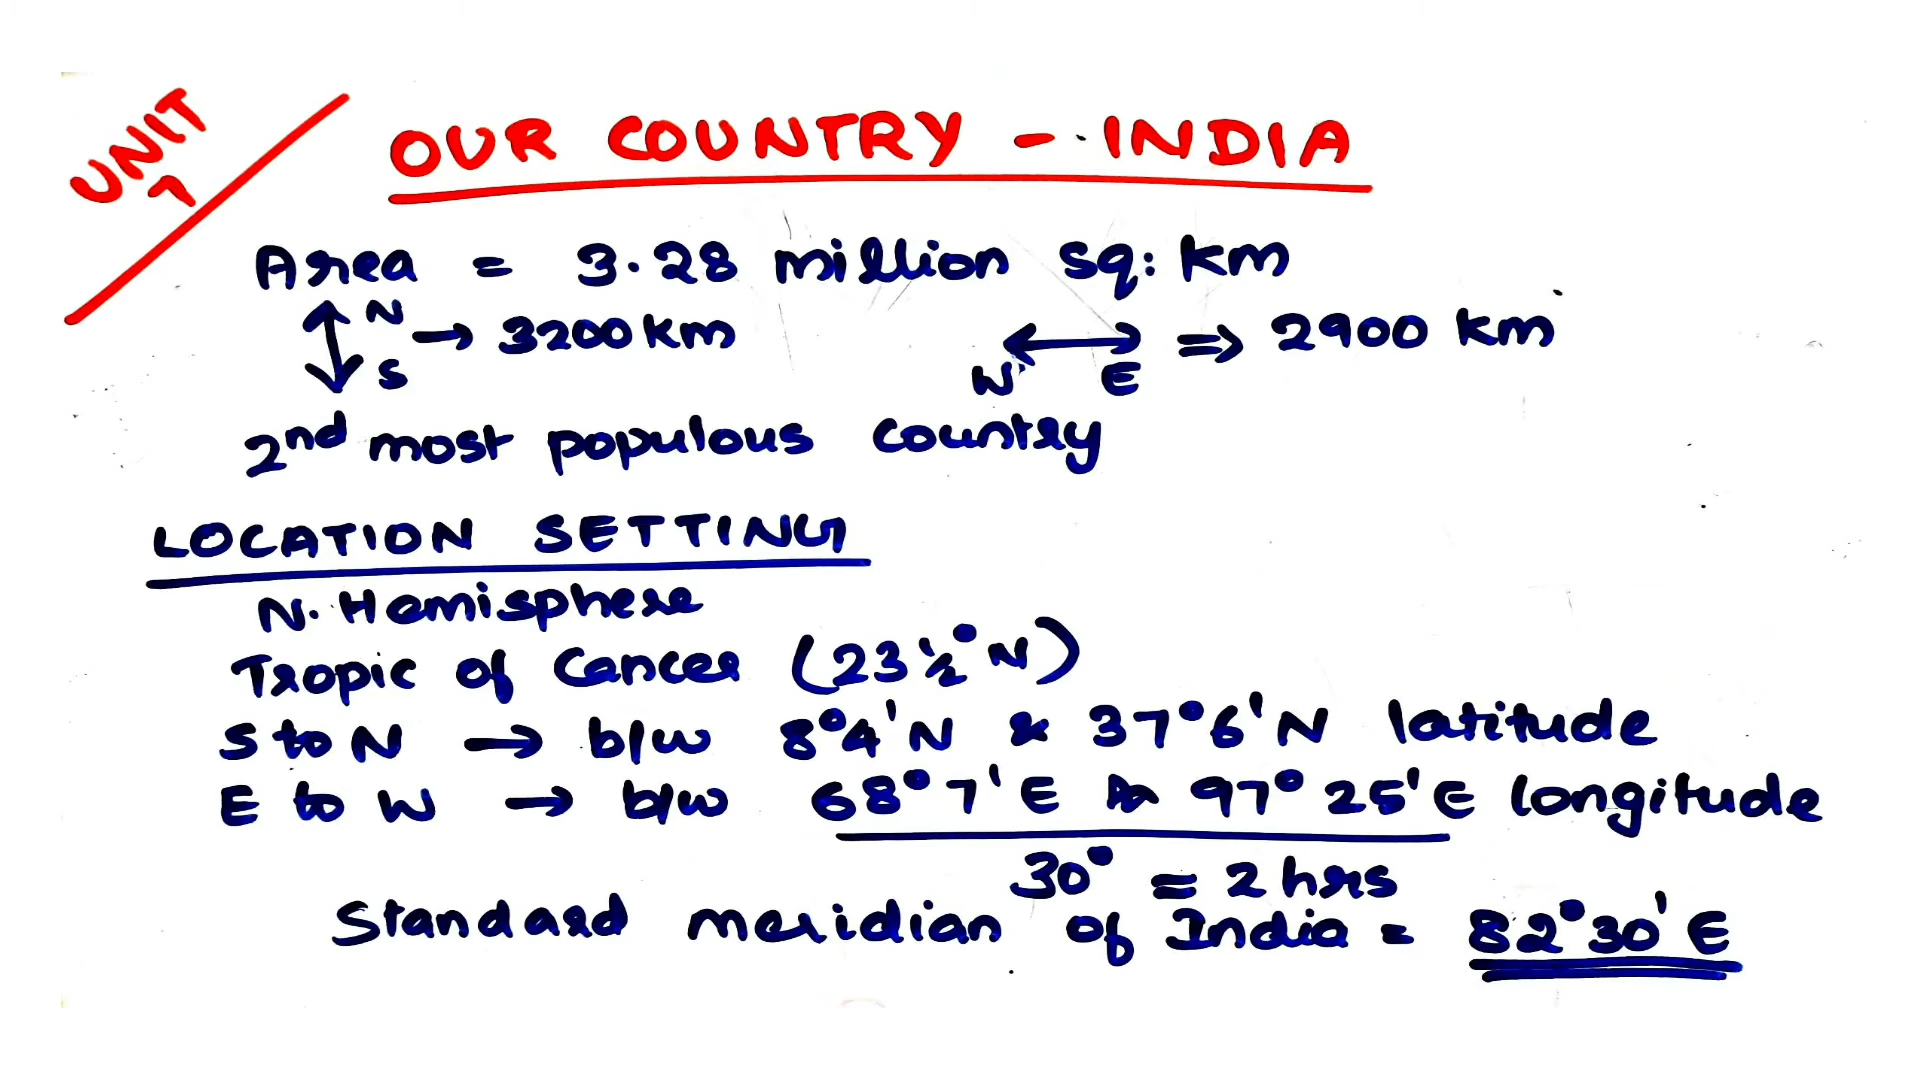 UNIT
7
OUR COUNTRY - INDIA
Area = 3.28 million sq: km
N
S
→ 3200 km
W
E
⇒ 2900 km
2nd most populous country
LOCATION SETTING
N. Hemisphere
Tropic of Cancer (23½°N)
S to N → b/w 8°4'N & 37°6'N latitude
E to W → b/w 68°7'E & 97°25'E longitude
30° = 2 hrs
Standard meridian of India = 82°30'E